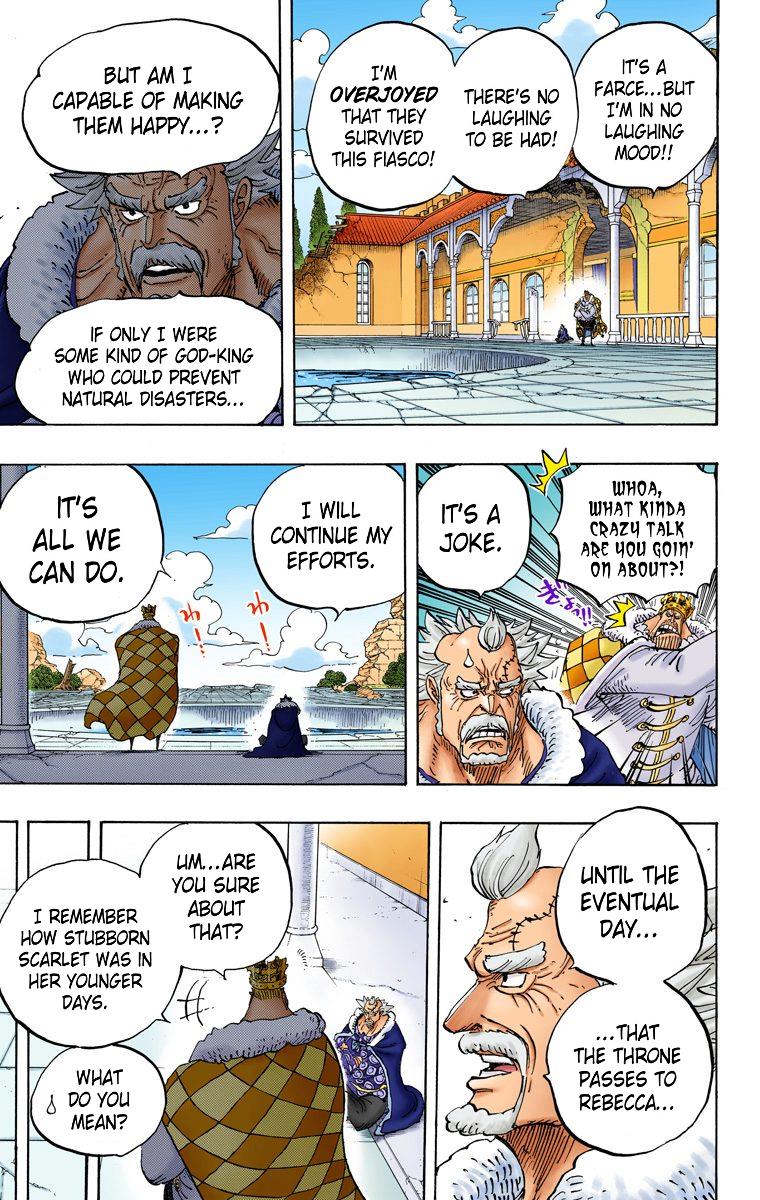 IT'S A
FARCE...BUT
I'M IN NO
LAUGHING
MOOD!!
THERE'S NO
LAUGHING
TO BE HAD!
I'M
OVERJOYED
THAT THEY
SURVIVED
THIS FIASCO!
BUT AM I
CAPABLE OF MAKING
THEM HAPPY...?
IF ONLY I WERE
SOME KIND OF GOD-KING
WHO COULD PREVENT
NATURAL DISASTERS...
WHOA,
WHAT KINDA
CRAZY TALK
ARE YOU GOIN'
ON ABOUT?!
IT'S A
JOKE.
I WILL
CONTINUE MY
EFFORTS.
IT'S
ALL WE
CAN DO.
UNTIL THE
EVENTUAL
DAY...
...THAT
THE THRONE
PASSES TO
REBECCA...
UM...ARE
YOU SURE
ABOUT
THAT?
I REMEMBER
HOW STUBBORN
SCARLET WAS IN
HER YOUNGER
DAYS.
WHAT
DO YOU
MEAN?